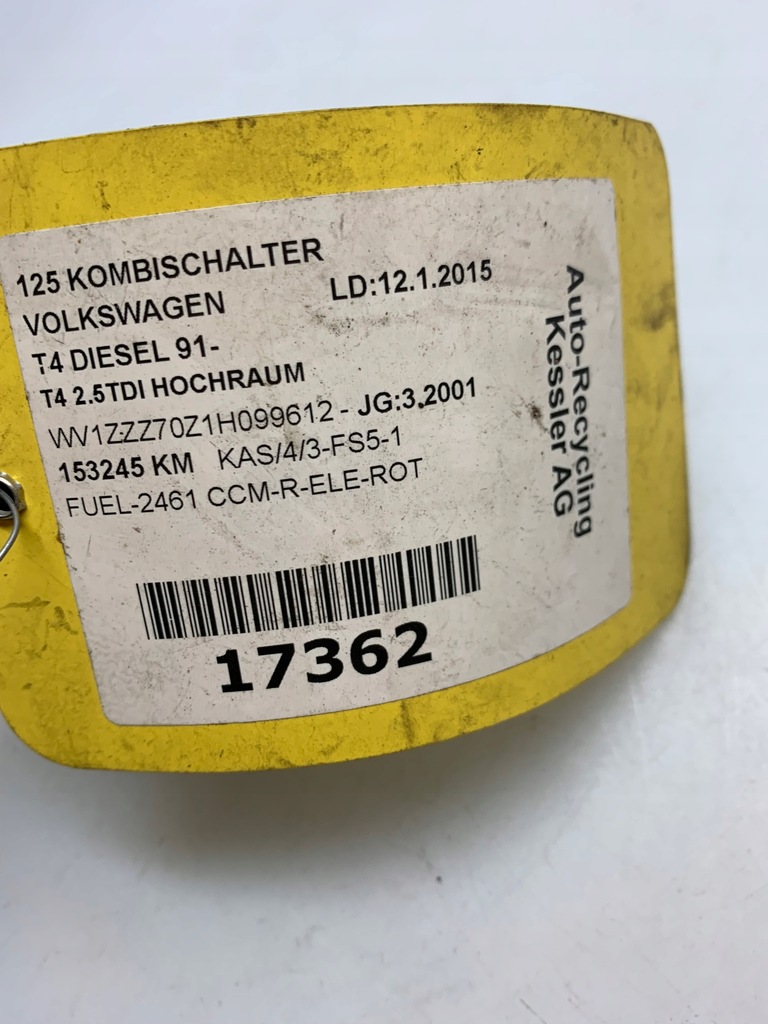 125 KOMBISCHALTER
VOLKSWAGEN LD:12.1.2015
T4 DIESEL 91-
T4 2.5TDI HOCHRAUM
WV1ZZZ70Z1H099612 - JG:3.2001
153245 KM KAS/4/3-FS5-1
FUEL-2461 CCM-R-ELE-ROT
17362
Auto-Recycling
Kessler AG